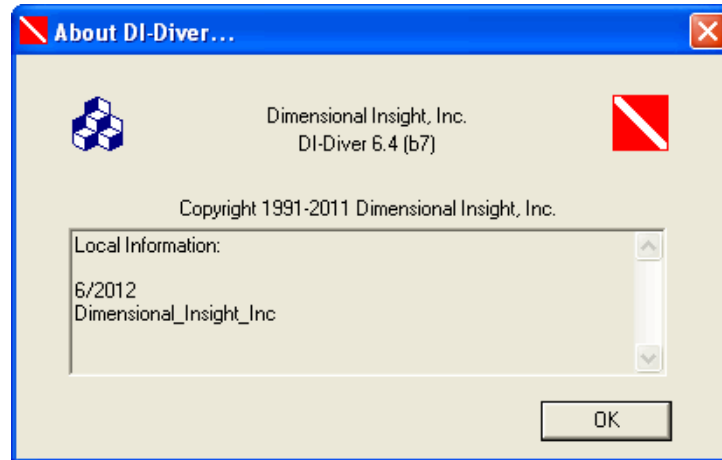 About DI-Diver...
Dimensional Insight, Inc.
DI-Diver 6.4 (b7)
Copyright 1991-2011 Dimensional Insight, Inc.
Local Information:
6/2012
Dimensional_Insight_Inc
OK